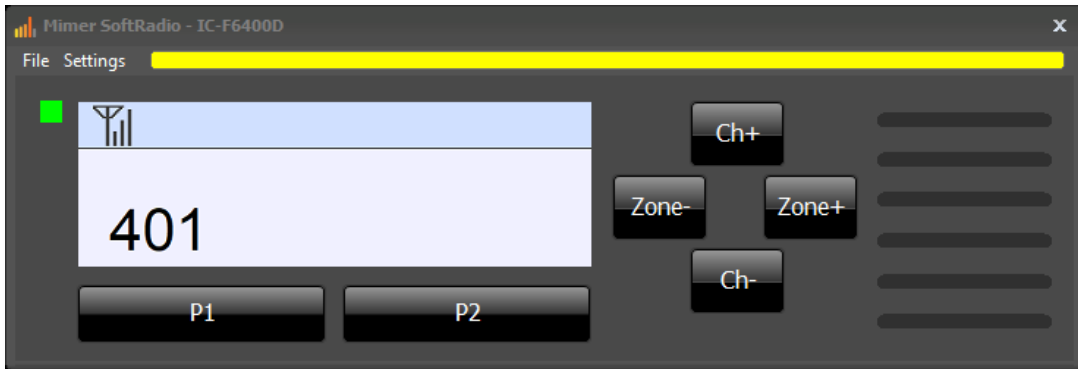 Mimer SoftRadio - IC-F6400D
x
File Settings
401
Ch+
Zone- Zone+
Ch-
P1 P2